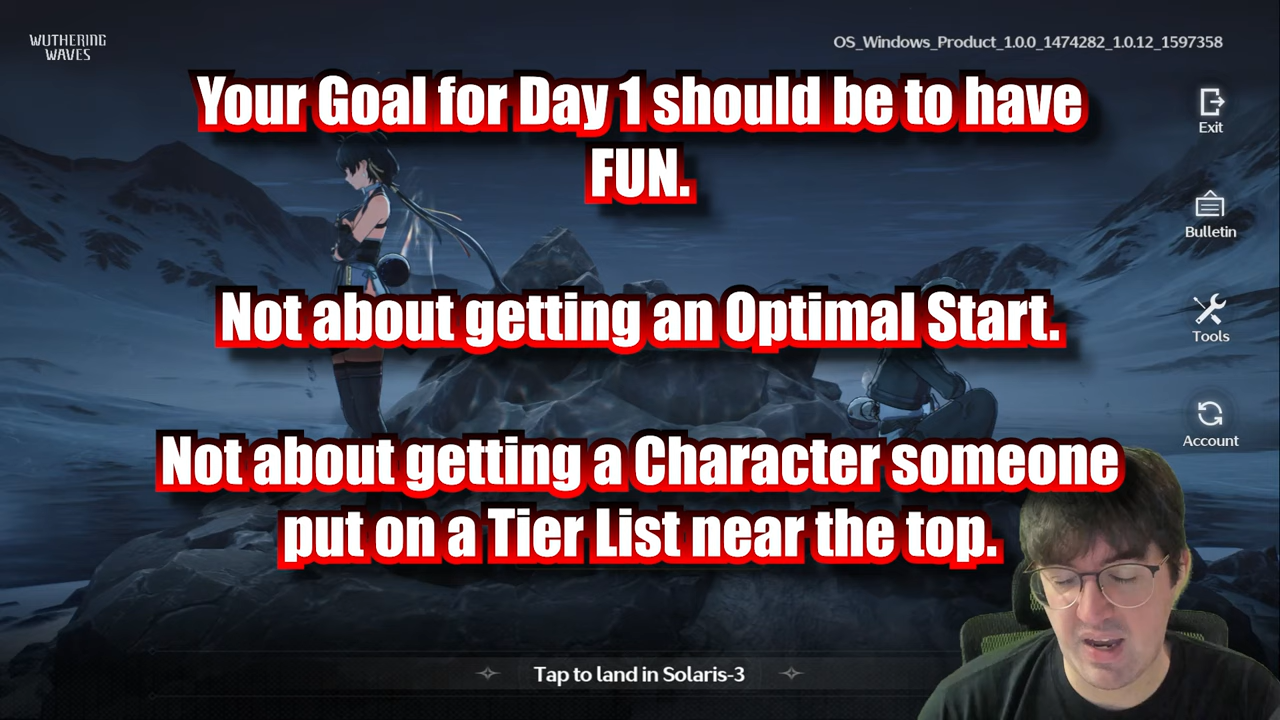 WUTHERING
WAVES
OS_Windows_Product_1.0.0_1474282_1.0.12_1597358
Your Goal for Day 1 should be to have
FUN.
Exit
Bulletin
Not about getting an Optimal Start.
Tools
Account
Not about getting a Character someone
put on a Tier List near the top.
Tap to land in Solaris-3